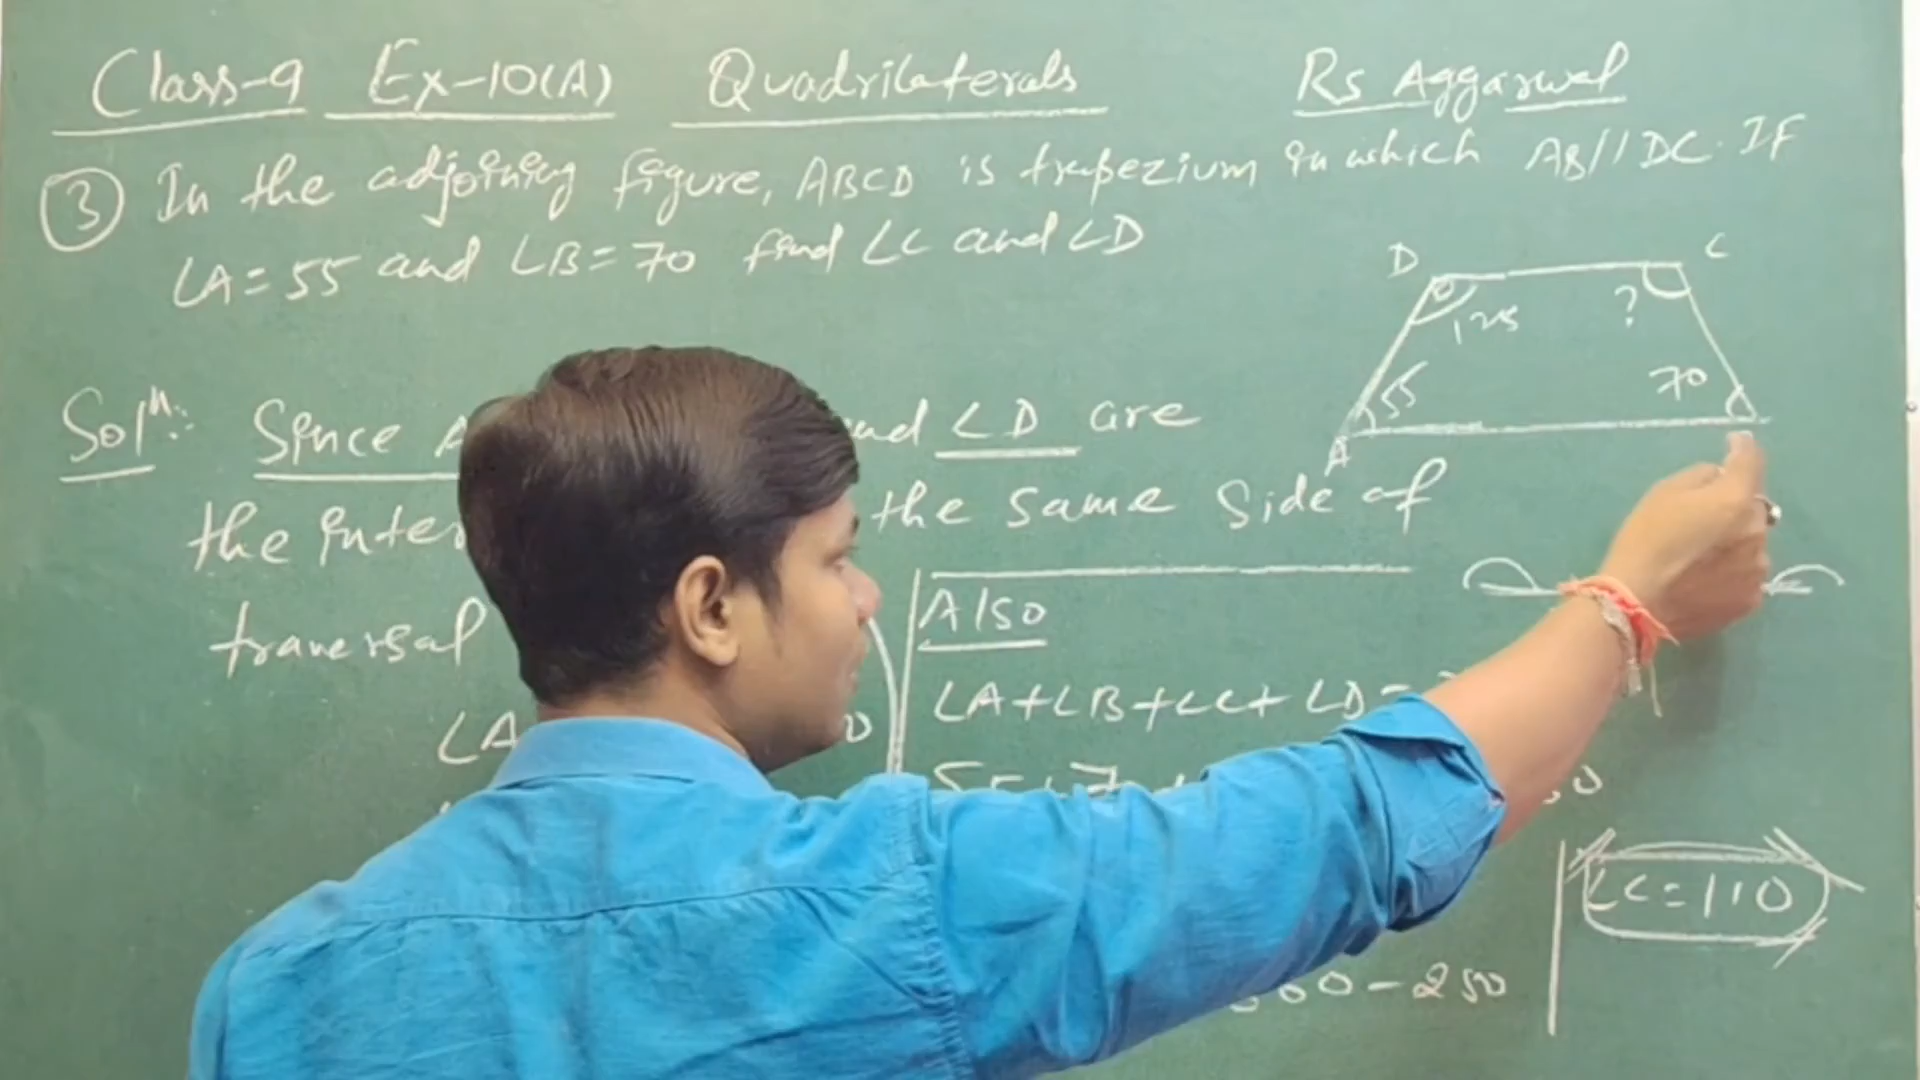 Class-9 Ex-10(A) Quadrilaterals Rs Aggarwal
③ In the adjoining figure, ABCD is trapezium in which AB//DC. IF
∠A=55 and ∠B=70 find ∠C and ∠D
D C
125 ?
55 70
A
Solⁿ: Since and ∠D are
the the same Side of
traversal
Also
∠A+∠B+∠C+∠D=
∠A
∠C=110
-250